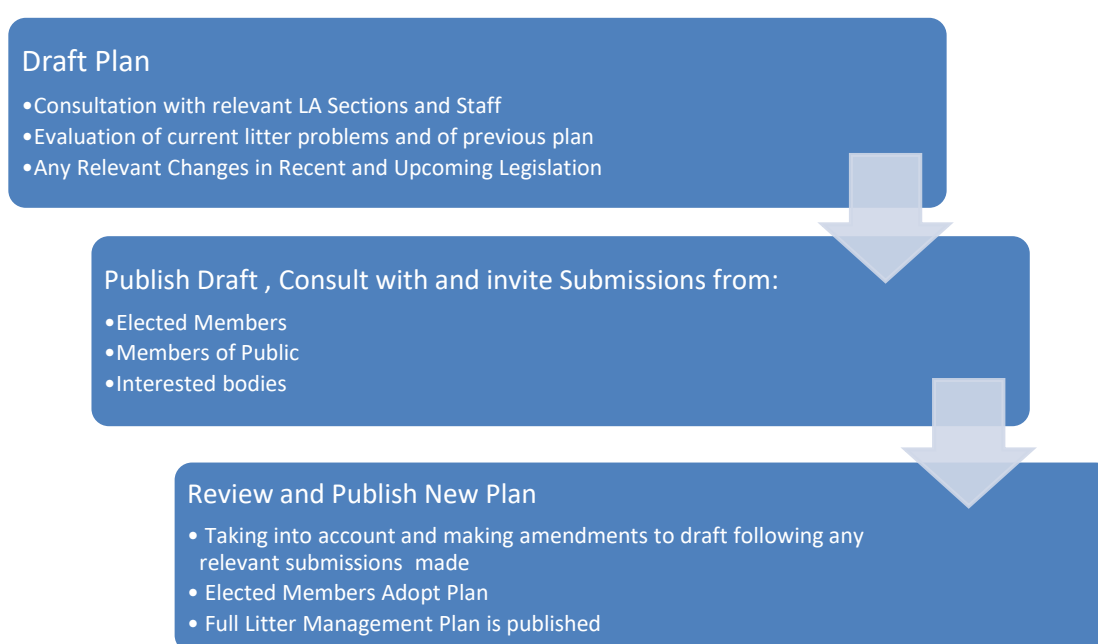 Draft Plan
•Consultation with relevant LA Sections and Staff
•Evaluation of current litter problems and of previous plan
•Any Relevant Changes in Recent and Upcoming Legislation
Publish Draft , Consult with and invite Submissions from:
•Elected Members
•Members of Public
•Interested bodies
Review and Publish New Plan
• Taking into account and making amendments to draft following any
relevant submissions  made
• Elected Members Adopt Plan
• Full Litter Management Plan is published